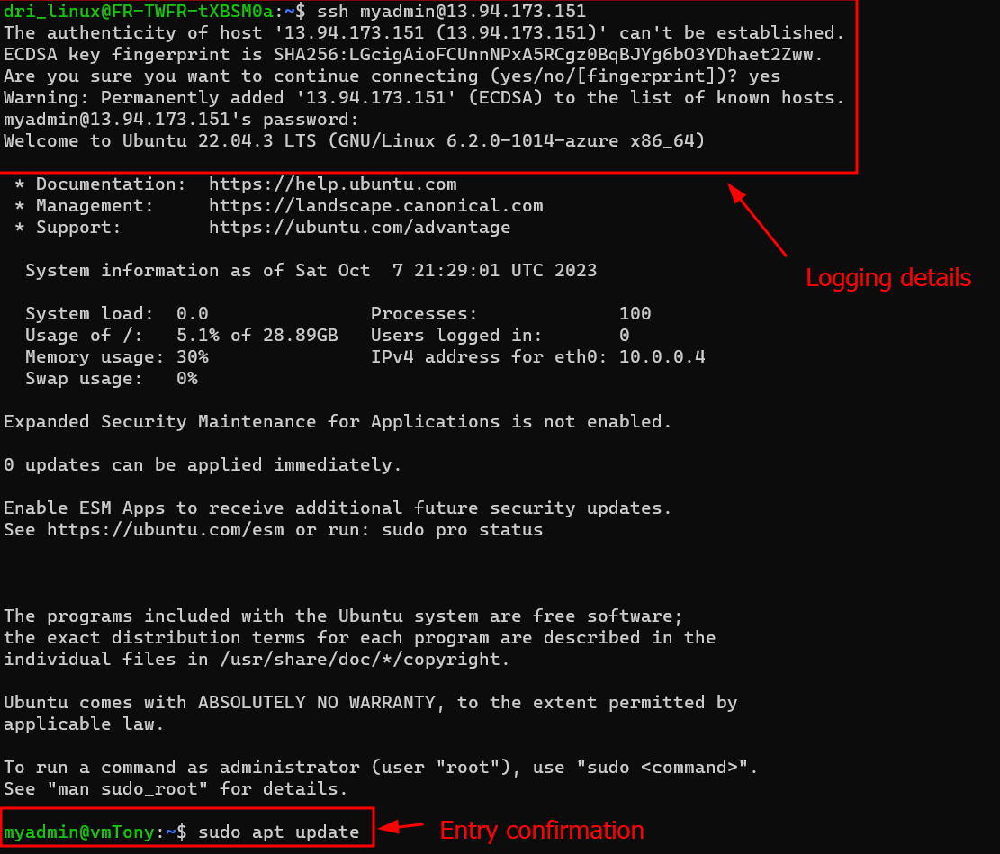 dri_linux@FR-TWFR-tXBSM0a:~$ ssh myadmin@13.94.173.151
The authenticity of host '13.94.173.151 (13.94.173.151)' can't be established.
ECDSA key fingerprint is SHA256:LGcigAioFCUnnNPxA5RCgz0BqBJYg6bO3YDhaet2Zww.
Are you sure you want to continue connecting (yes/no/[fingerprint])? yes
Warning: Permanently added '13.94.173.151' (ECDSA) to the list of known hosts.
myadmin@13.94.173.151's password:
Welcome to Ubuntu 22.04.3 LTS (GNU/Linux 6.2.0-1014-azure x86_64)
* Documentation:  https://help.ubuntu.com
* Management:     https://landscape.canonical.com
* Support:        https://ubuntu.com/advantage
Logging details
System information as of Sat Oct  7 21:29:01 UTC 2023
System load:  0.0               Processes:             100
Usage of /:   5.1% of 28.89GB   Users logged in:       0
Memory usage: 30%               IPv4 address for eth0: 10.0.0.4
Swap usage:   0%
Expanded Security Maintenance for Applications is not enabled.
0 updates can be applied immediately.
Enable ESM Apps to receive additional future security updates.
See https://ubuntu.com/esm or run: sudo pro status
The programs included with the Ubuntu system are free software;
the exact distribution terms for each program are described in the
individual files in /usr/share/doc/*/copyright.
Ubuntu comes with ABSOLUTELY NO WARRANTY, to the extent permitted by
applicable law.
To run a command as administrator (user "root"), use "sudo <command>".
See "man sudo_root" for details.
myadmin@vmTony:~$ sudo apt update
Entry confirmation